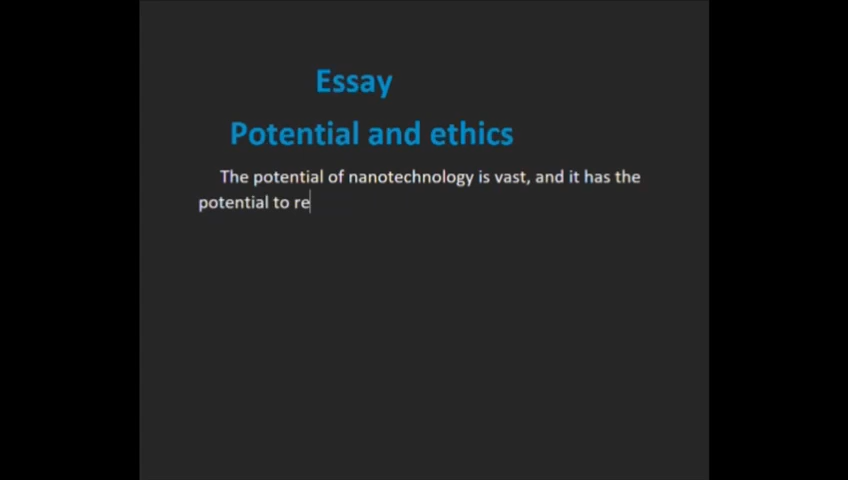 Essay
Potential and ethics
The potential of nanotechnology is vast, and it has the
potential to re